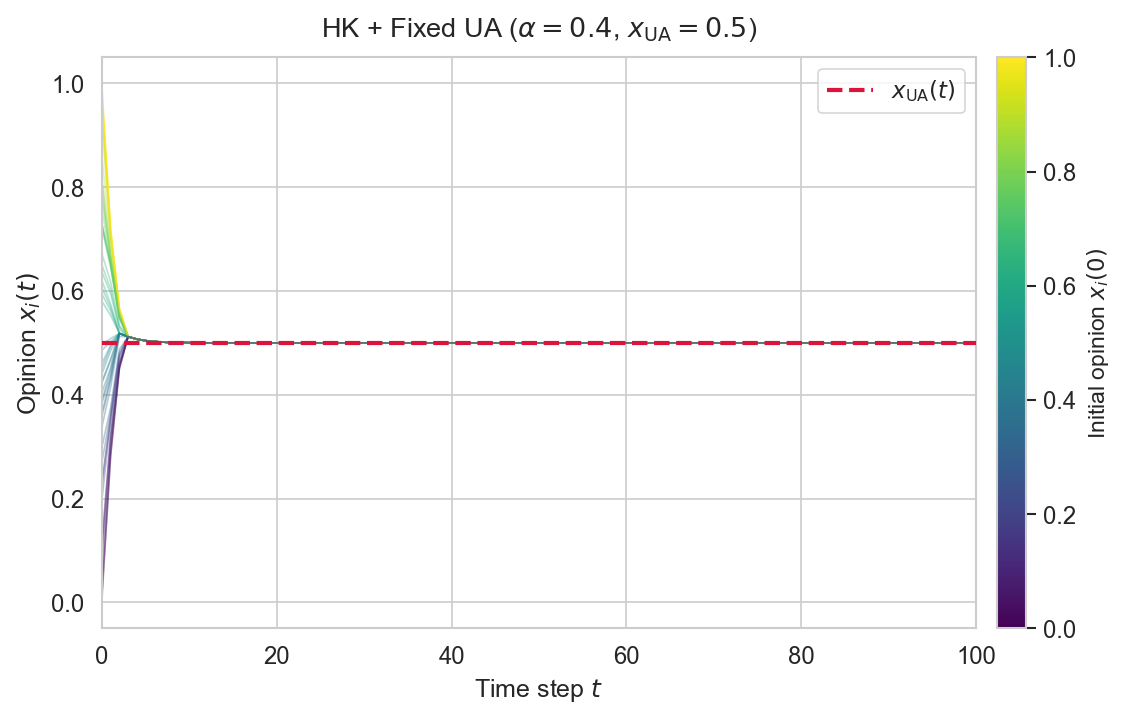 HK + Fixed UA (α = 0.4, x_UA = 0.5)
1.0
0.8
0.6
0.4
0.2
0.0
Opinion x_i(t)
0 20 40 60 80 100
Time step t
x_UA(t)
1.0
0.8
0.6
0.4
0.2
0.0
Initial opinion x_i(0)